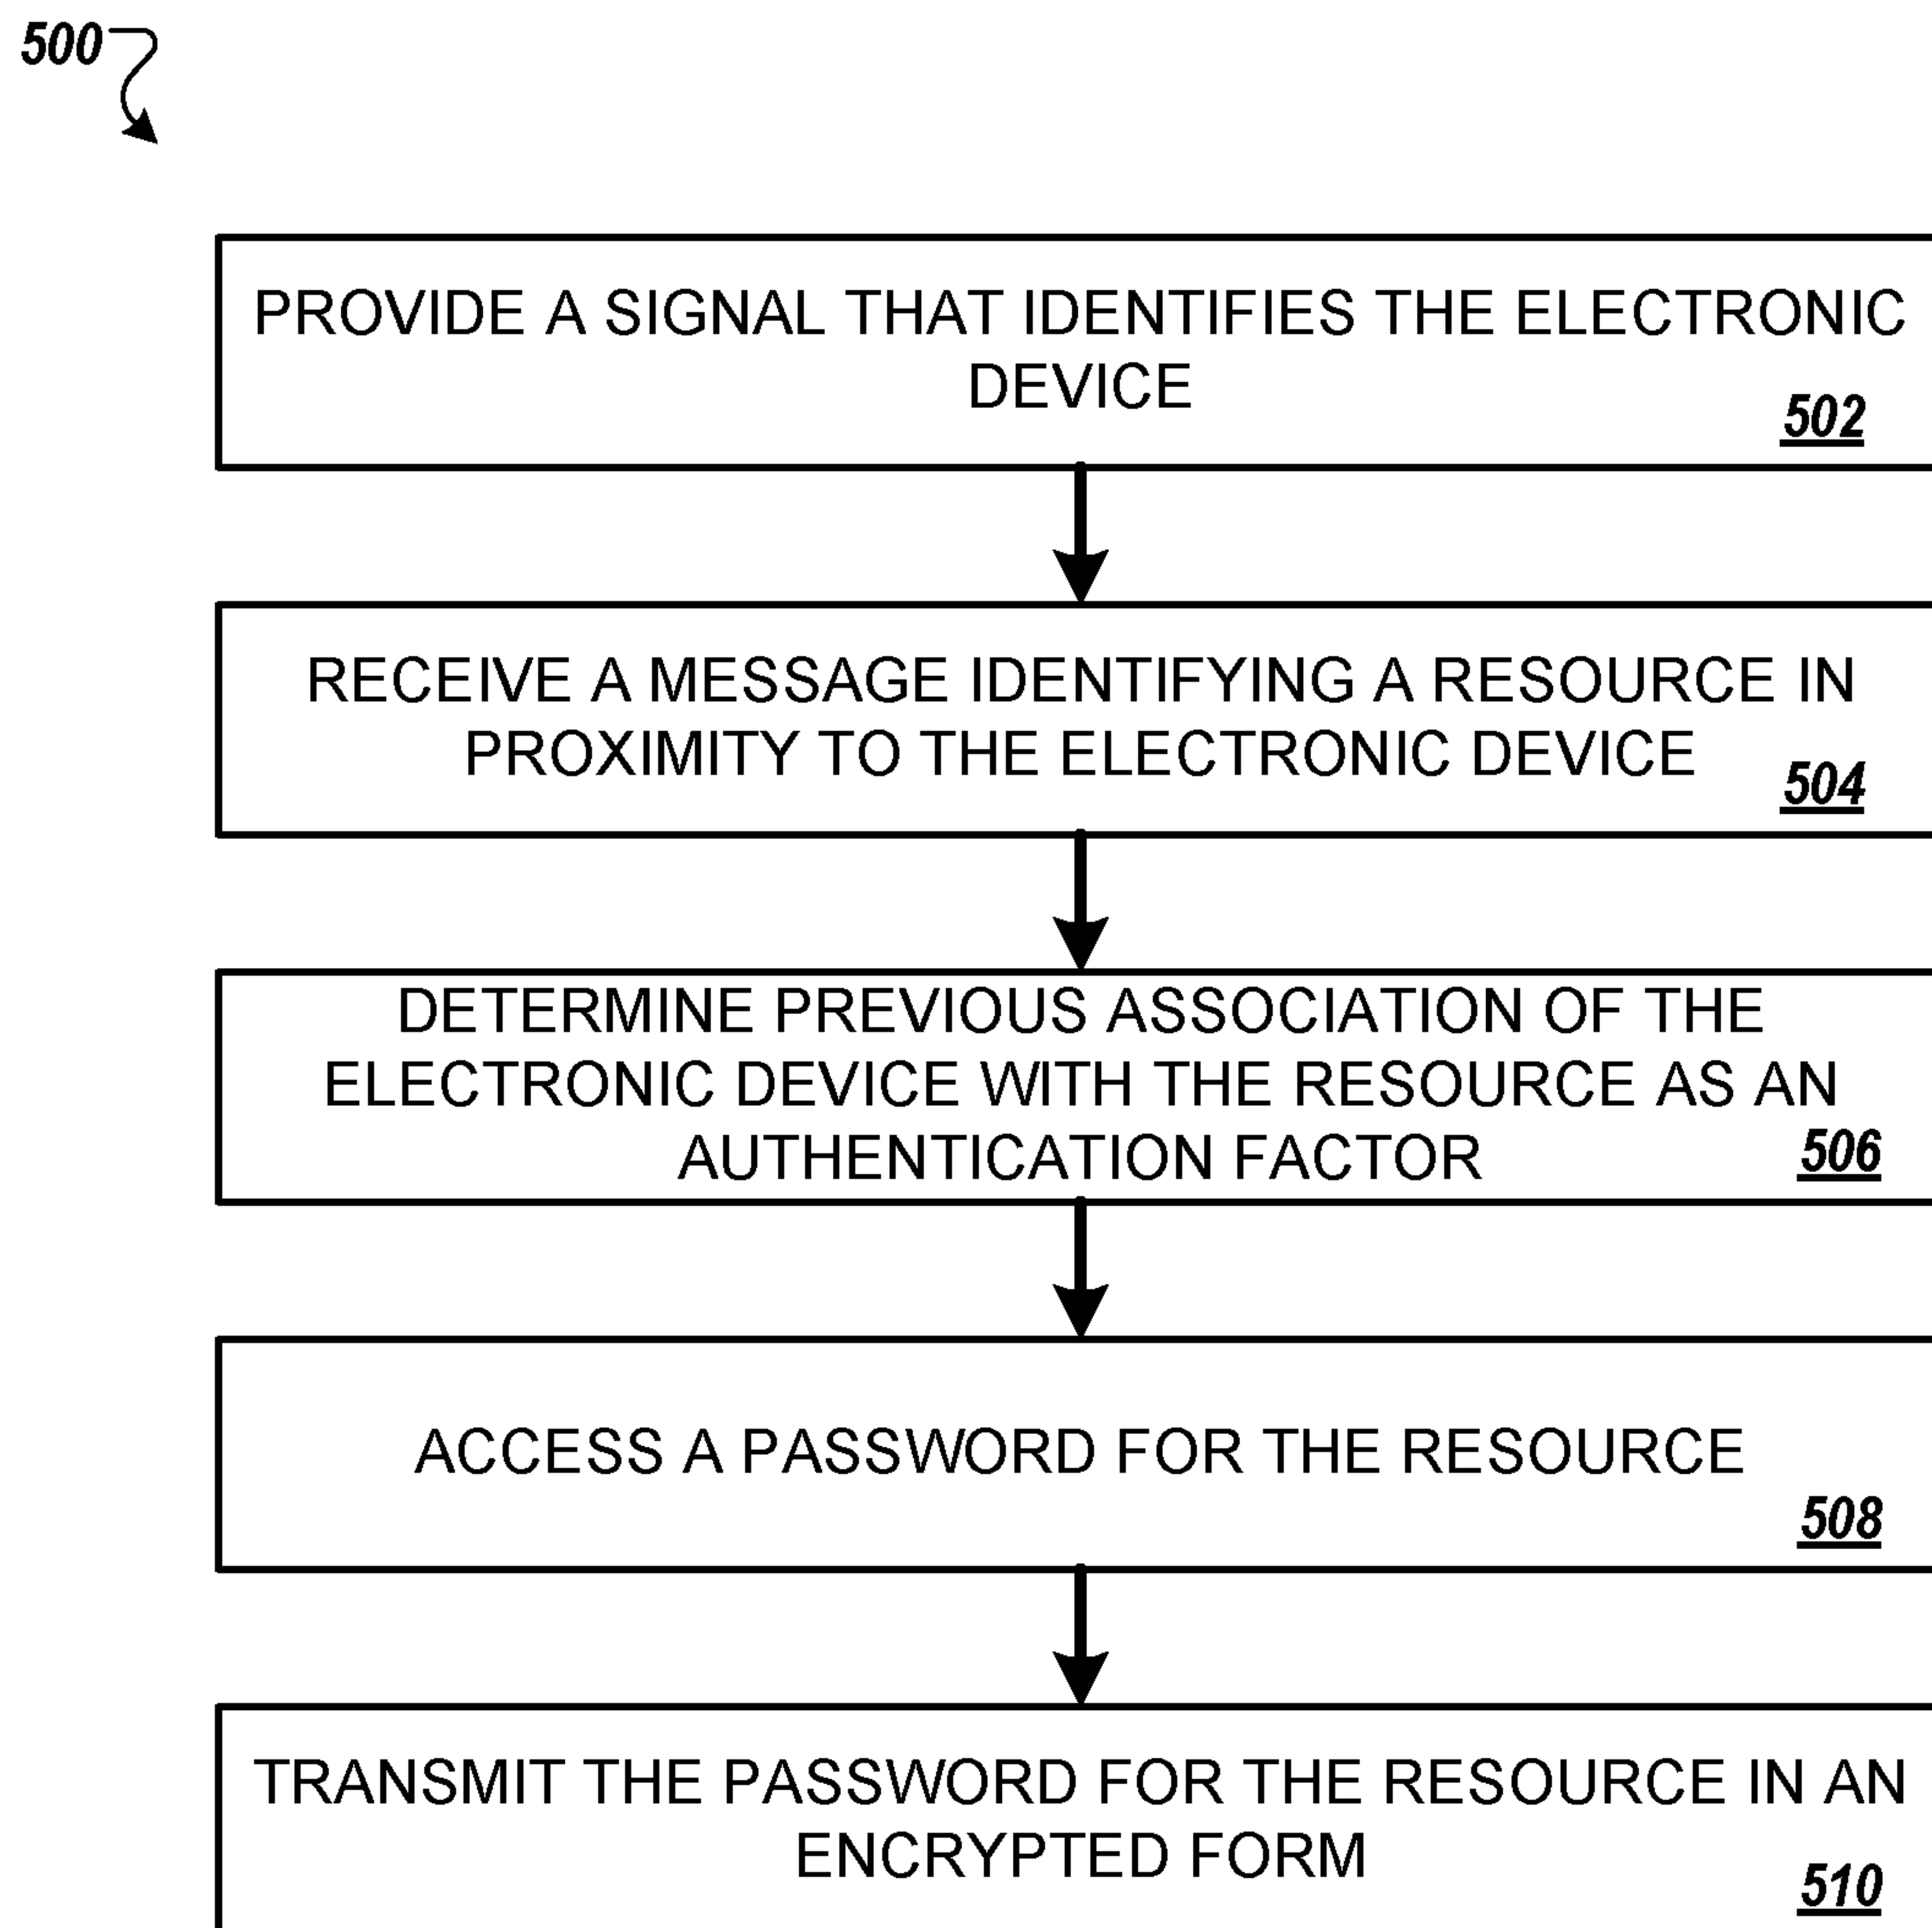 500
PROVIDE A SIGNAL THAT IDENTIFIES THE ELECTRONIC
DEVICE
502
RECEIVE A MESSAGE IDENTIFYING A RESOURCE IN
PROXIMITY TO THE ELECTRONIC DEVICE
504
DETERMINE PREVIOUS ASSOCIATION OF THE
ELECTRONIC DEVICE WITH THE RESOURCE AS AN
AUTHENTICATION FACTOR
506
ACCESS A PASSWORD FOR THE RESOURCE
508
TRANSMIT THE PASSWORD FOR THE RESOURCE IN AN
ENCRYPTED FORM
510